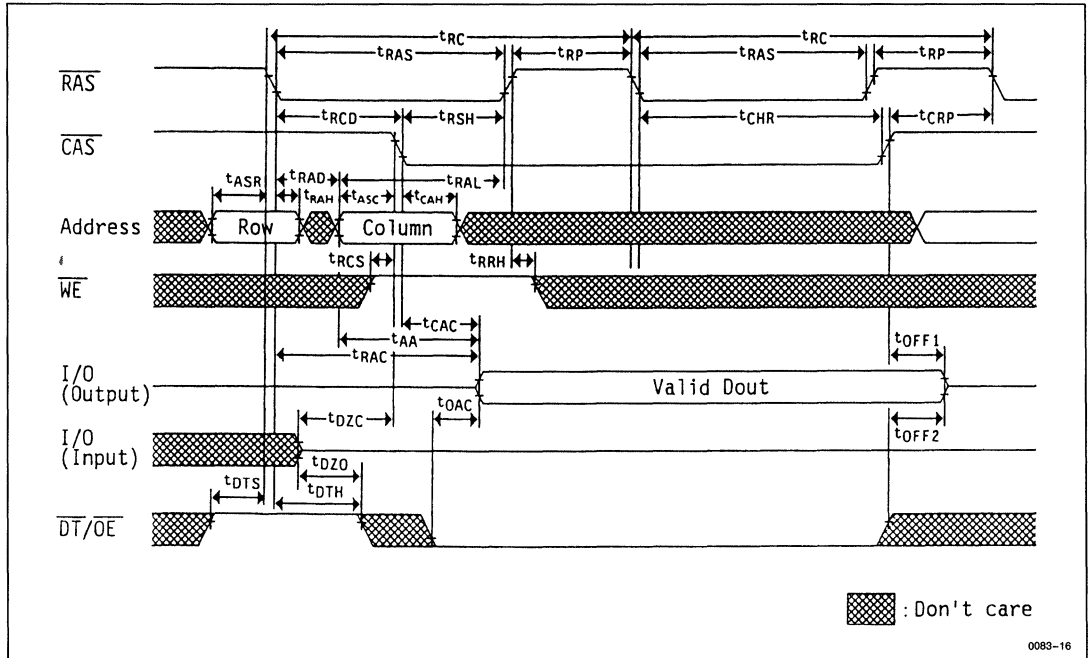 tRC tRC
tRAS tRP tRAS tRP
RAS
tRCD tRSH tCHR tCRP
CAS
tASR tRAD tRAL
tRAH tASC tCAH
Address Row Column
tRCS tRRH
WE
tCAC
tAA
tRAC tOFF1
I/O
(Output) Valid Dout
tDZC tOAC tOFF2
I/O
(Input)
tDZO
tDTS tDTH
DT/OE
: Don't care
0083-16